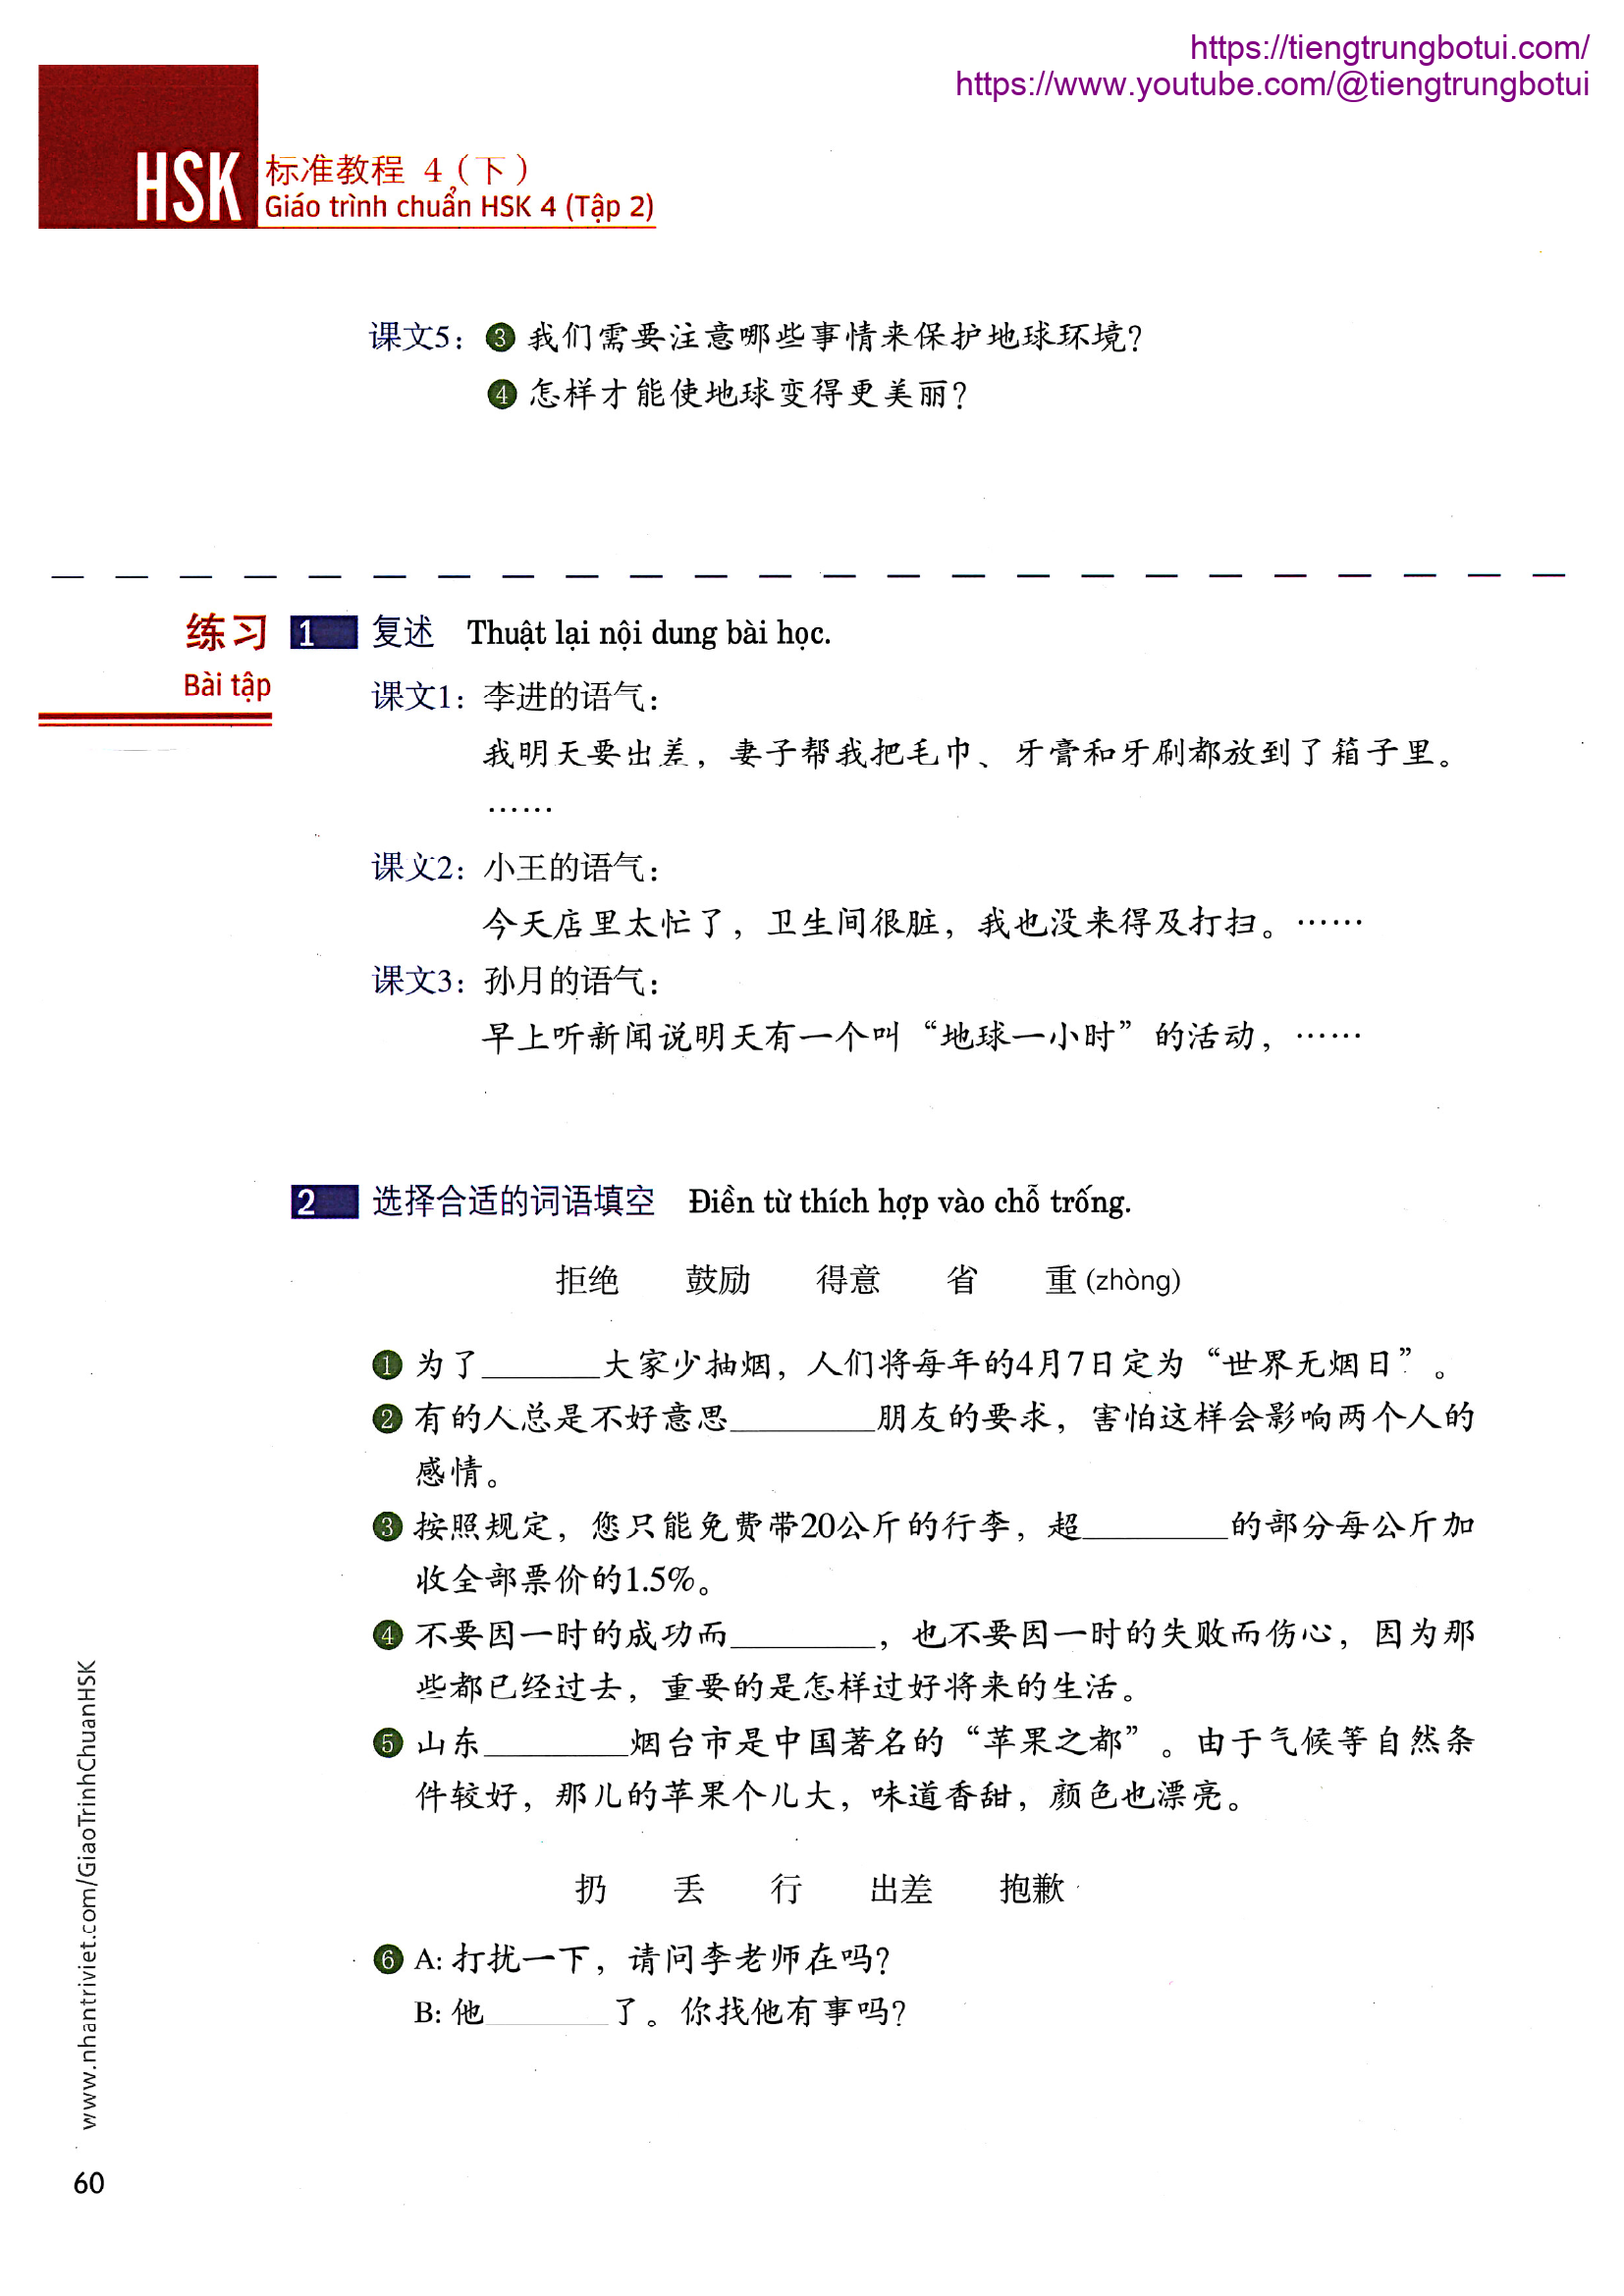 https://tiengtrungbotui.com/
https://www.youtube.com/@tiengtrungbotui
HSK 标准教程 4（下）
Giáo trình chuẩn HSK 4 (Tập 2)
课文5：3 我们需要注意哪些事情来保护地球环境？
4 怎样才能使地球变得更美丽？
练习
Bài tập
1 复述 Thuật lại nội dung bài học.
课文1：李进的语气：
我明天要出差，妻子帮我把毛巾、牙膏和牙刷都放到了箱子里。
……
课文2：小王的语气：
今天店里太忙了，卫生间很脏，我也没来得及打扫。……
课文3：孙月的语气：
早上听新闻说明天有一个叫“地球一小时”的活动，……
2 选择合适的词语填空 Điền từ thích hợp vào chỗ trống.
拒绝 鼓励 得意 省 重 (zhòng)
1 为了_______大家少抽烟，人们将每年的4月7日定为“世界无烟日”。
2 有的人总是不好意思________朋友的要求，害怕这样会影响两个人的
感情。
3 按照规定，您只能免费带20公斤的行李，超________的部分每公斤加
收全部票价的1.5%。
4 不要因一时的成功而________，也不要因一时的失败而伤心，因为那
些都已经过去，重要的是怎样过好将来的生活。
5 山东________烟台市是中国著名的“苹果之都”。由于气候等自然条
件较好，那儿的苹果个儿大，味道香甜，颜色也漂亮。
扔 丢 行 出差 抱歉
6 A: 打扰一下，请问李老师在吗？
B: 他_______了。你找他有事吗？
www.nhantriviet.com/GiaoTrinhChuanHSK
60